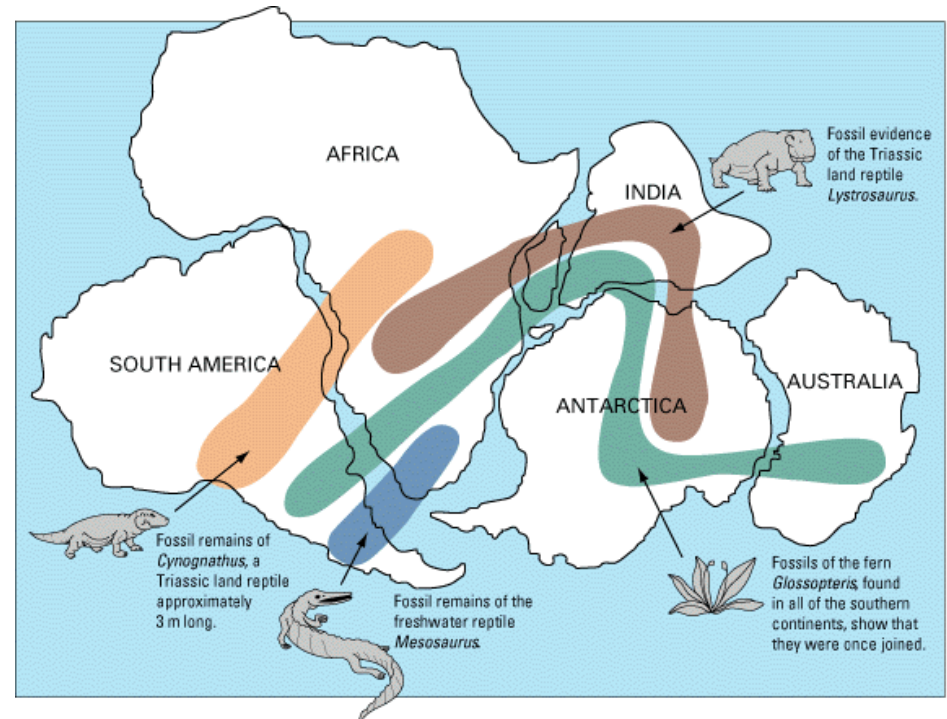 AFRICA
INDIA
Fossil evidence
of the Triassic
land reptile
Lystrosaurus.
SOUTH AMERICA
ANTARCTICA
AUSTRALIA
Fossil remains of
Cynognathus, a
Triassic land reptile
approximately
3 m long.
Fossil remains of the
freshwater reptile
Mesosaurus.
Fossils of the fern
Glossopteris, found
in all of the southern
continents, show that
they were once joined.